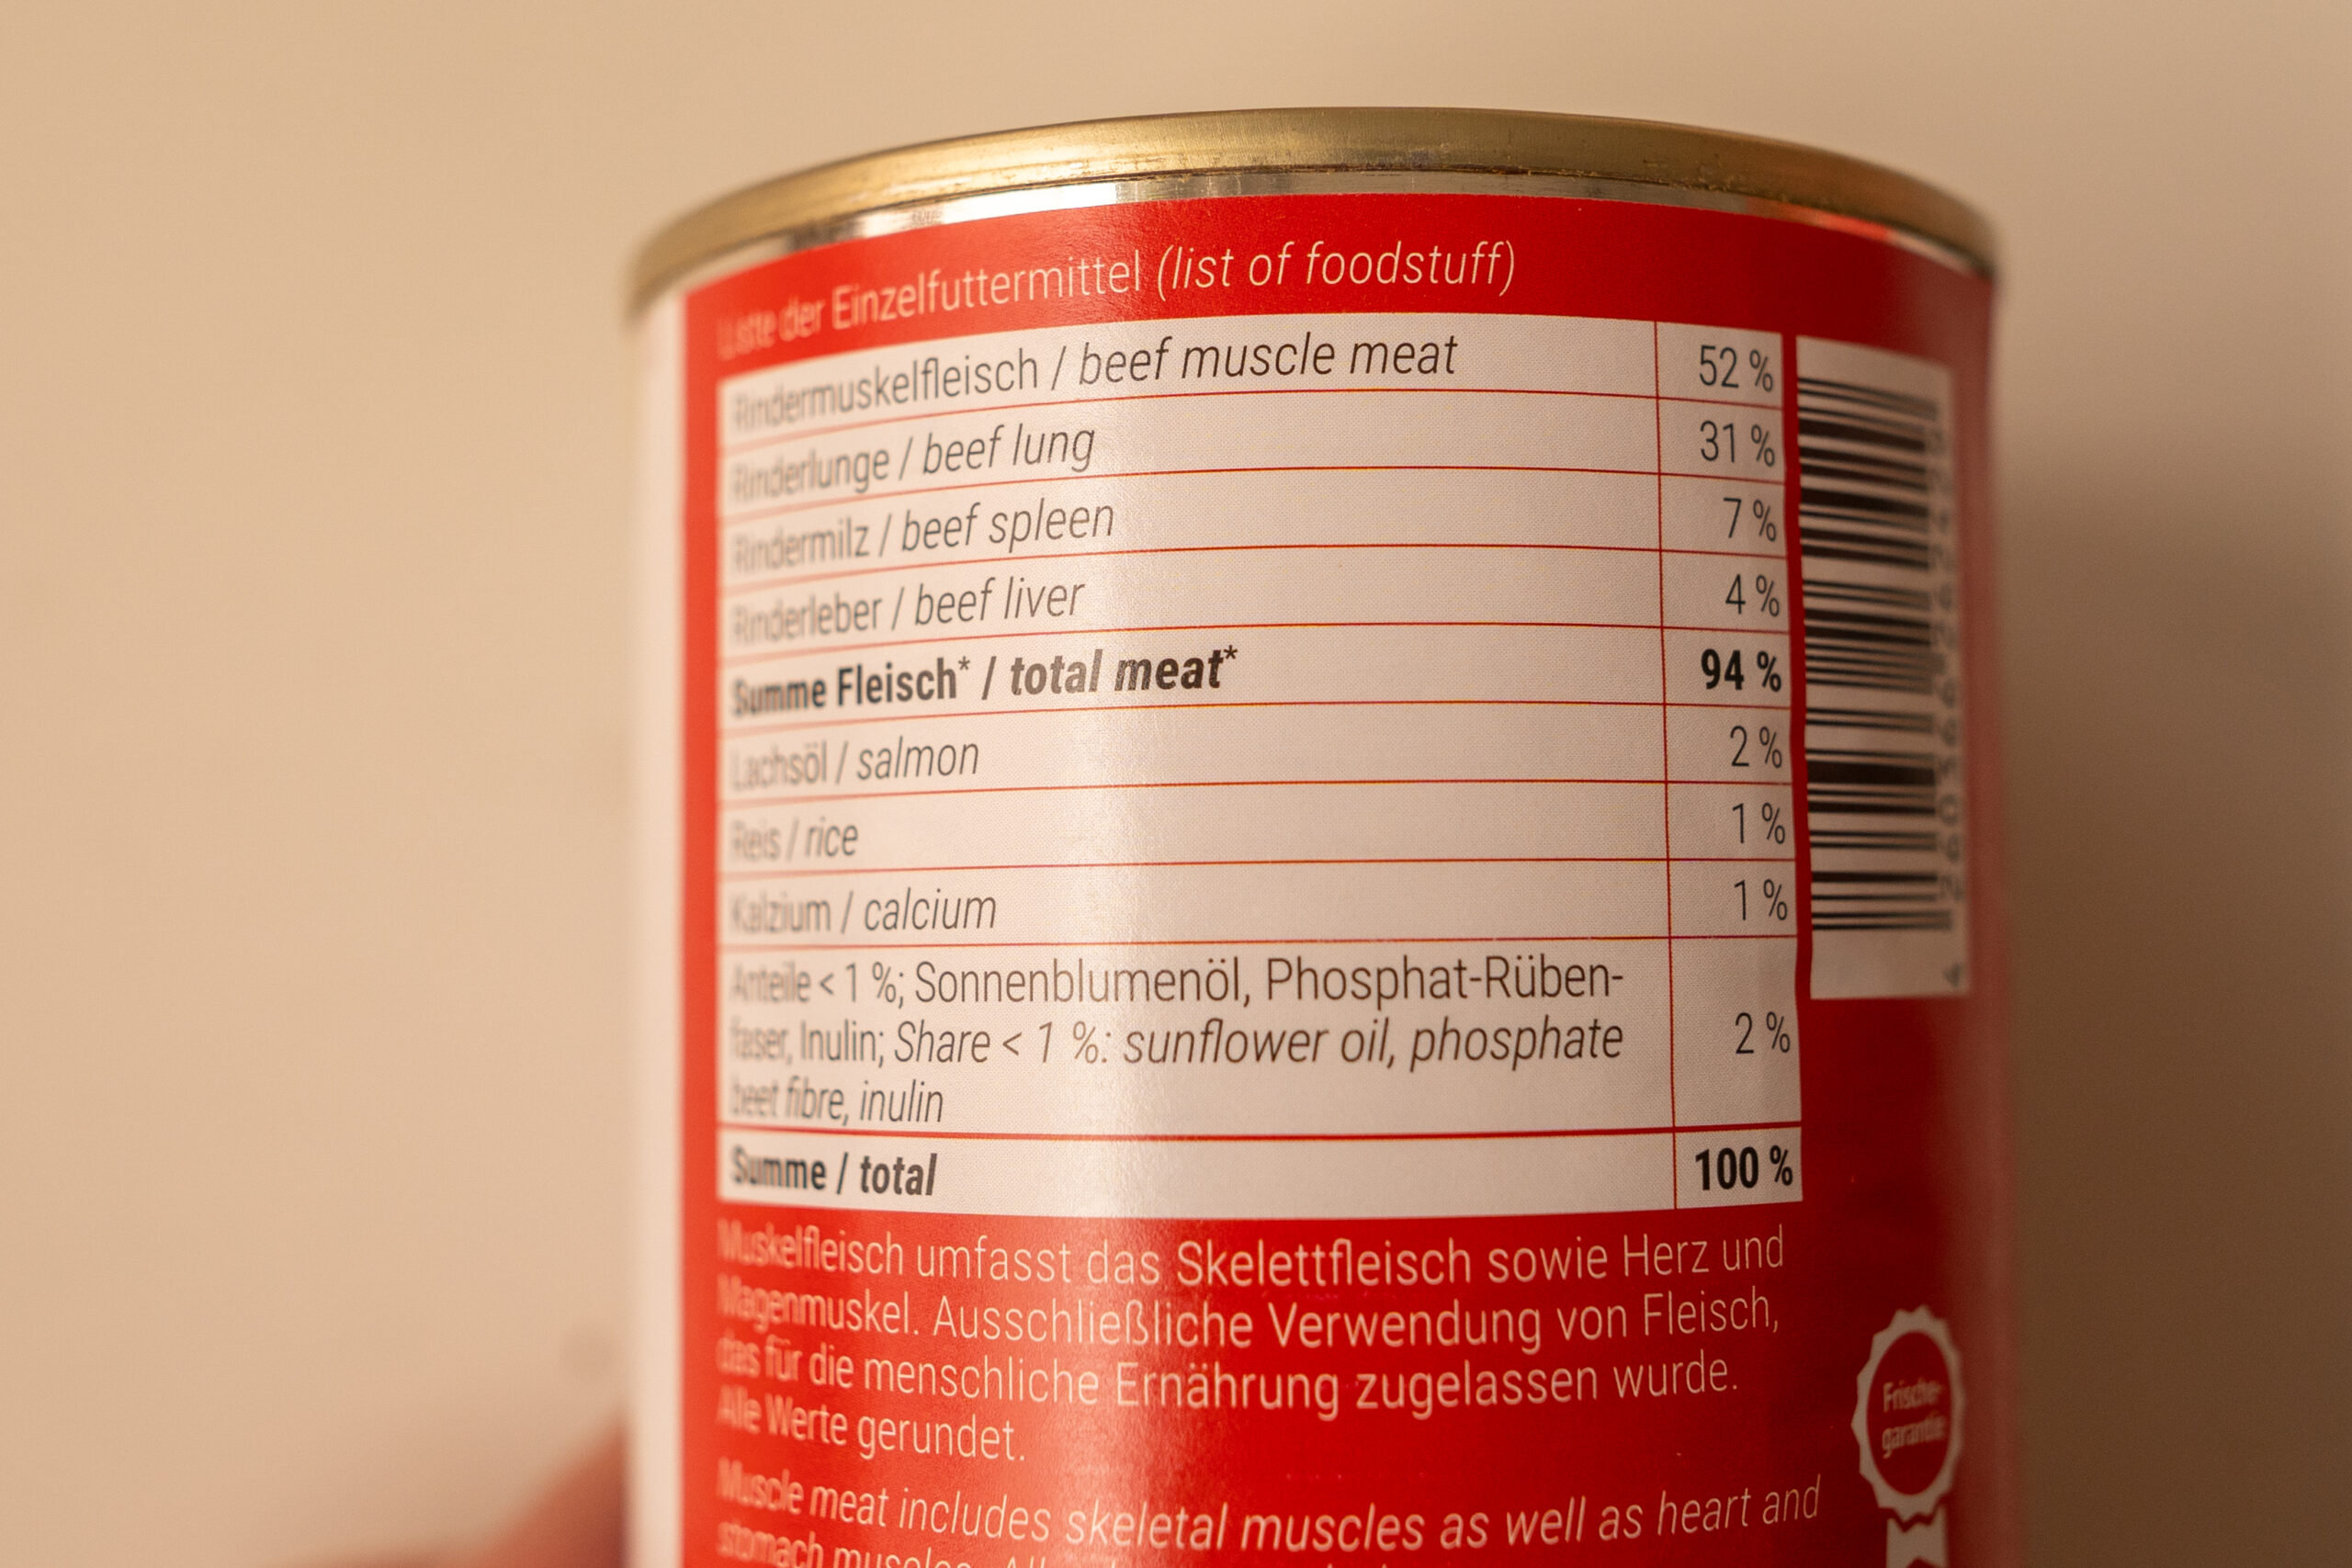 Liste der Einzelfuttermittel (list of foodstuff)
Rindermuskelfleisch / beef muscle meat 52 %
Rinderlunge / beef lung 31 %
Rindermilz / beef spleen 7 %
Rinderleber / beef liver 4 %
Summe Fleisch* / total meat* 94 %
Lachsöl / salmon 2 %
Reis / rice 1 %
Kalzium / calcium 1 %
Anteile < 1 %; Sonnenblumenöl, Phosphat-Rüben-
faser, Inulin; Share < 1 %: sunflower oil, phosphate 2 %
beet fibre, inulin
Summe / total 100 %
Muskelfleisch umfasst das Skelettfleisch sowie Herz und
Magenmuskel. Ausschließliche Verwendung von Fleisch,
das für die menschliche Ernährung zugelassen wurde.
Alle Werte gerundet.
Muscle meat includes skeletal muscles as well as heart and
stomach muscles.
Frische-
garantie